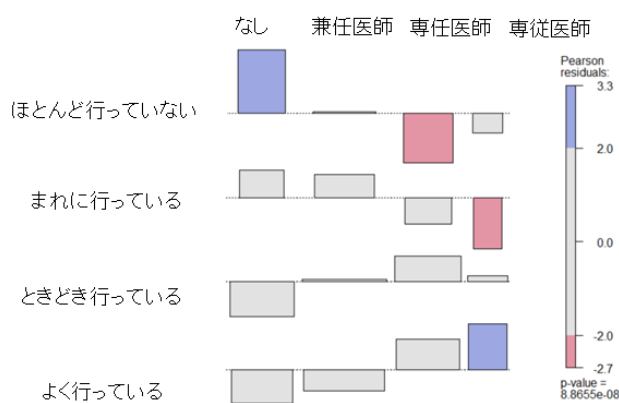 なし 兼任医師 専任医師 専従医師
Pearson
residuals:
3.3
ほとんど行っていない
2.0
まれに行っている
0.0
ときどき行っている
-2.0
-2.7
p-value =
8.8655e-08
よく行っている